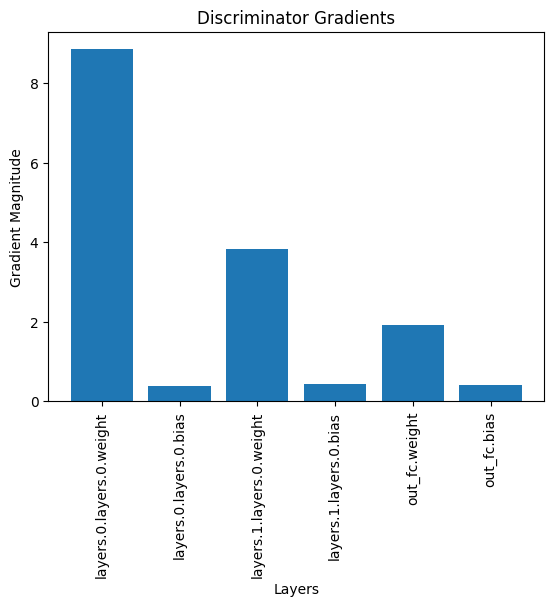 Discriminator Gradients
Gradient Magnitude
8
6
4
2
0
layers.0.layers.0.weight
layers.0.layers.0.bias
layers.1.layers.0.weight
layers.1.layers.0.bias
out_fc.weight
out_fc.bias
Layers